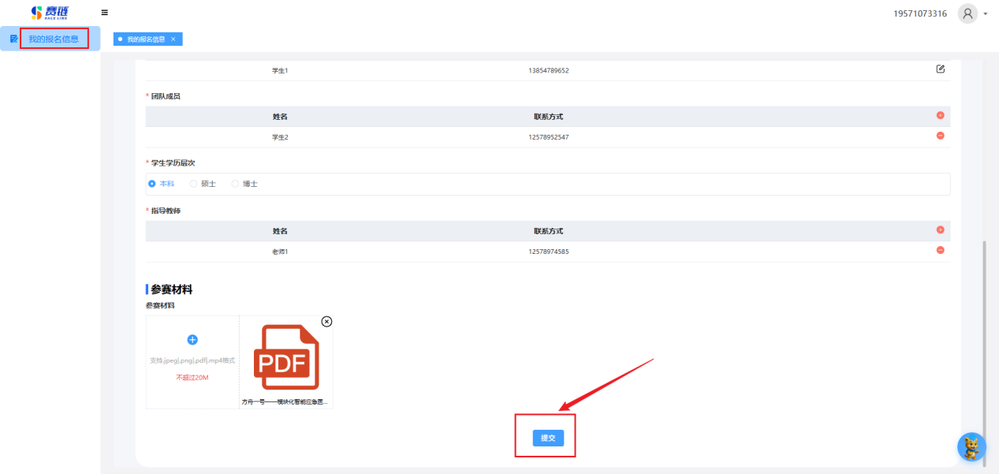 赛链
RACE LINK
19571073316
我的报名信息
我的报名信息 ×
学生1 13854789652
* 团队成员
姓名 联系方式
学生2 12578952547
* 学生学历层次
本科 硕士 博士
* 指导教师
姓名 联系方式
老师1 12578974585
参赛材料
参赛材料
支持.jpeg|.png|.pdf|.mp4格式
不超过20M
PDF
方舟一号——模块化智能应急医...
提交